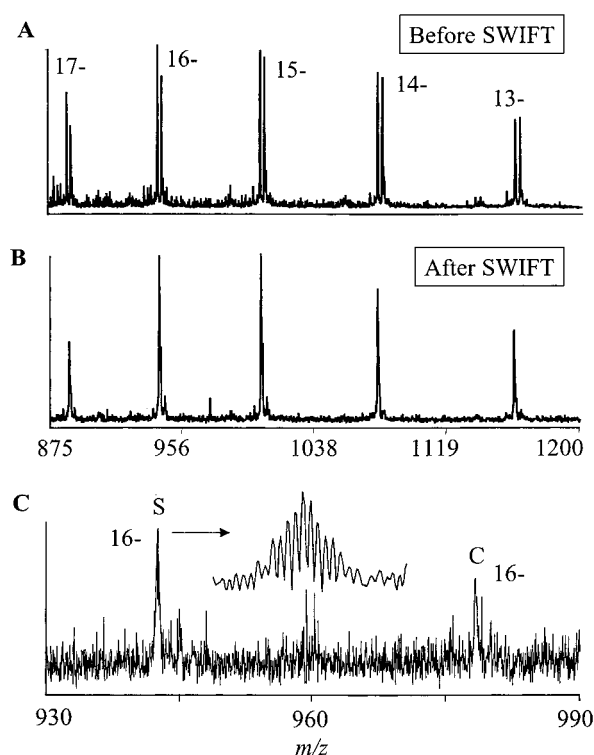 A
Before SWIFT
17-
16-
15-
14-
13-
B
After SWIFT
875 956 1038 1119 1200
C
S
16-
C
16-
930 960 990
m/z